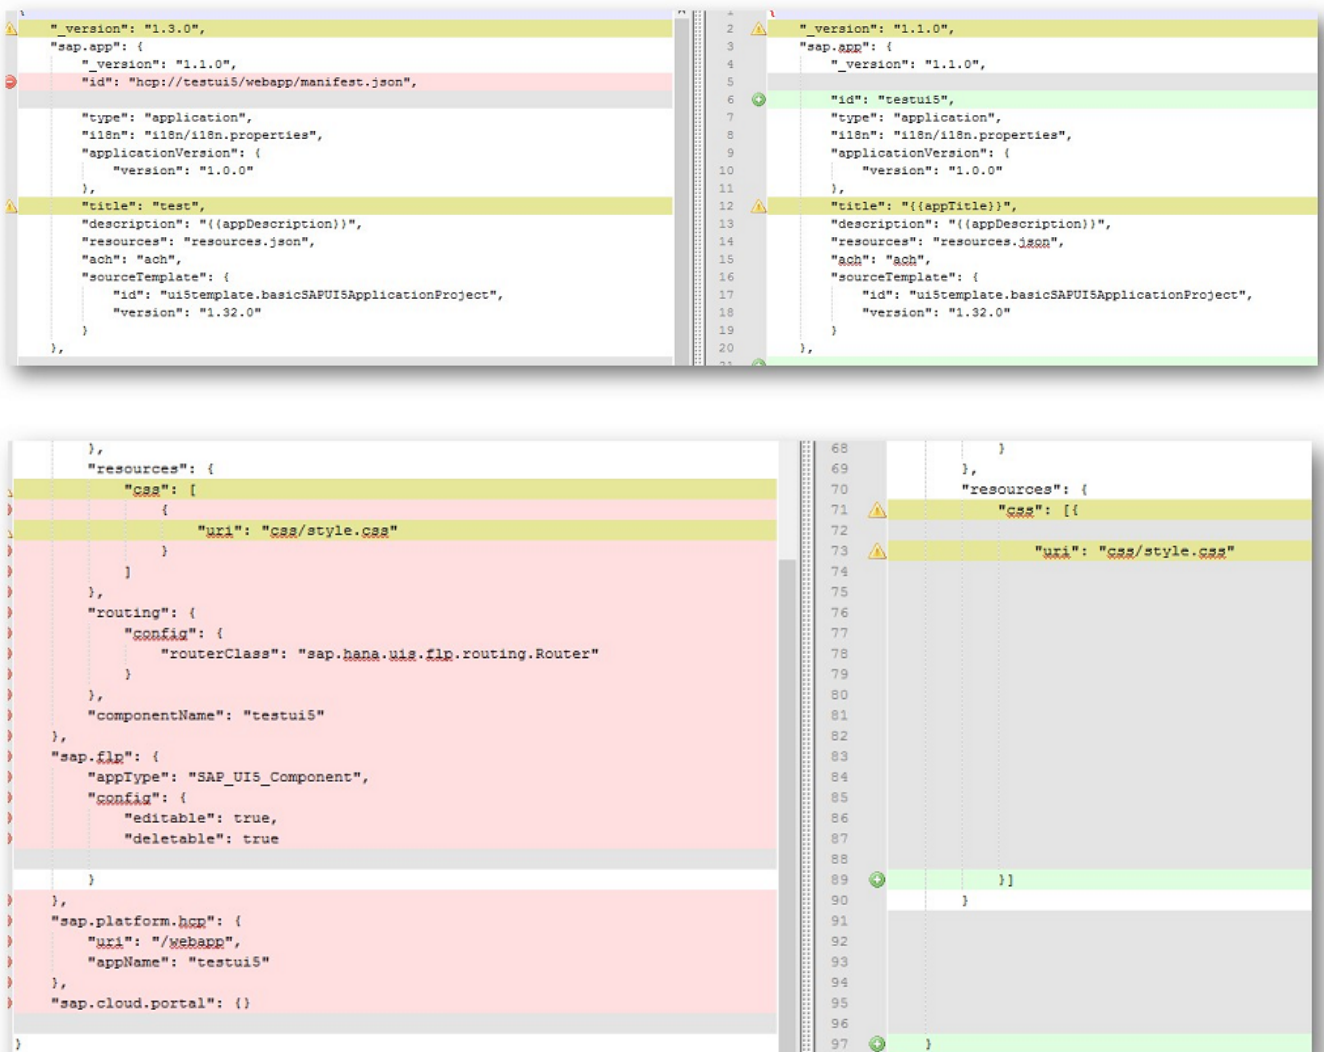 {
"_version": "1.3.0",
"sap.app": {
"_version": "1.1.0",
"id": "hcp://testui5/webapp/manifest.json",
"type": "application",
"i18n": "i18n/i18n.properties",
"applicationVersion": {
"version": "1.0.0"
},
"title": "test",
"description": "{{appDescription}}",
"resources": "resources.json",
"ach": "ach",
"sourceTemplate": {
"id": "ui5template.basicSAPUI5ApplicationProject",
"version": "1.32.0"
}
},
1 {
2 "_version": "1.1.0",
3 "sap.app": {
4 "_version": "1.1.0",
5
6 "id": "testui5",
7 "type": "application",
8 "i18n": "i18n/i18n.properties",
9 "applicationVersion": {
10 "version": "1.0.0"
11 },
12 "title": "{{appTitle}}",
13 "description": "{{appDescription}}",
14 "resources": "resources.json",
15 "ach": "ach",
16 "sourceTemplate": {
17 "id": "ui5template.basicSAPUI5ApplicationProject",
18 "version": "1.32.0"
19 }
20 },
21
},
"resources": {
"css": [
{
"uri": "css/style.css"
}
]
},
"routing": {
"config": {
"routerClass": "sap.hana.uis.flp.routing.Router"
}
},
"componentName": "testui5"
},
"sap.flp": {
"appType": "SAP_UI5_Component",
"config": {
"editable": true,
"deletable": true
}
},
"sap.platform.hcp": {
"uri": "/webapp",
"appName": "testui5"
},
"sap.cloud.portal": {}
}
68 }
69 },
70 "resources": {
71 "css": [{
72
73 "uri": "css/style.css"
74
75
76
77
78
79
80
81
82
83
84
85
86
87
88
89 }]
90 }
91
92
93
94
95
96
97 }